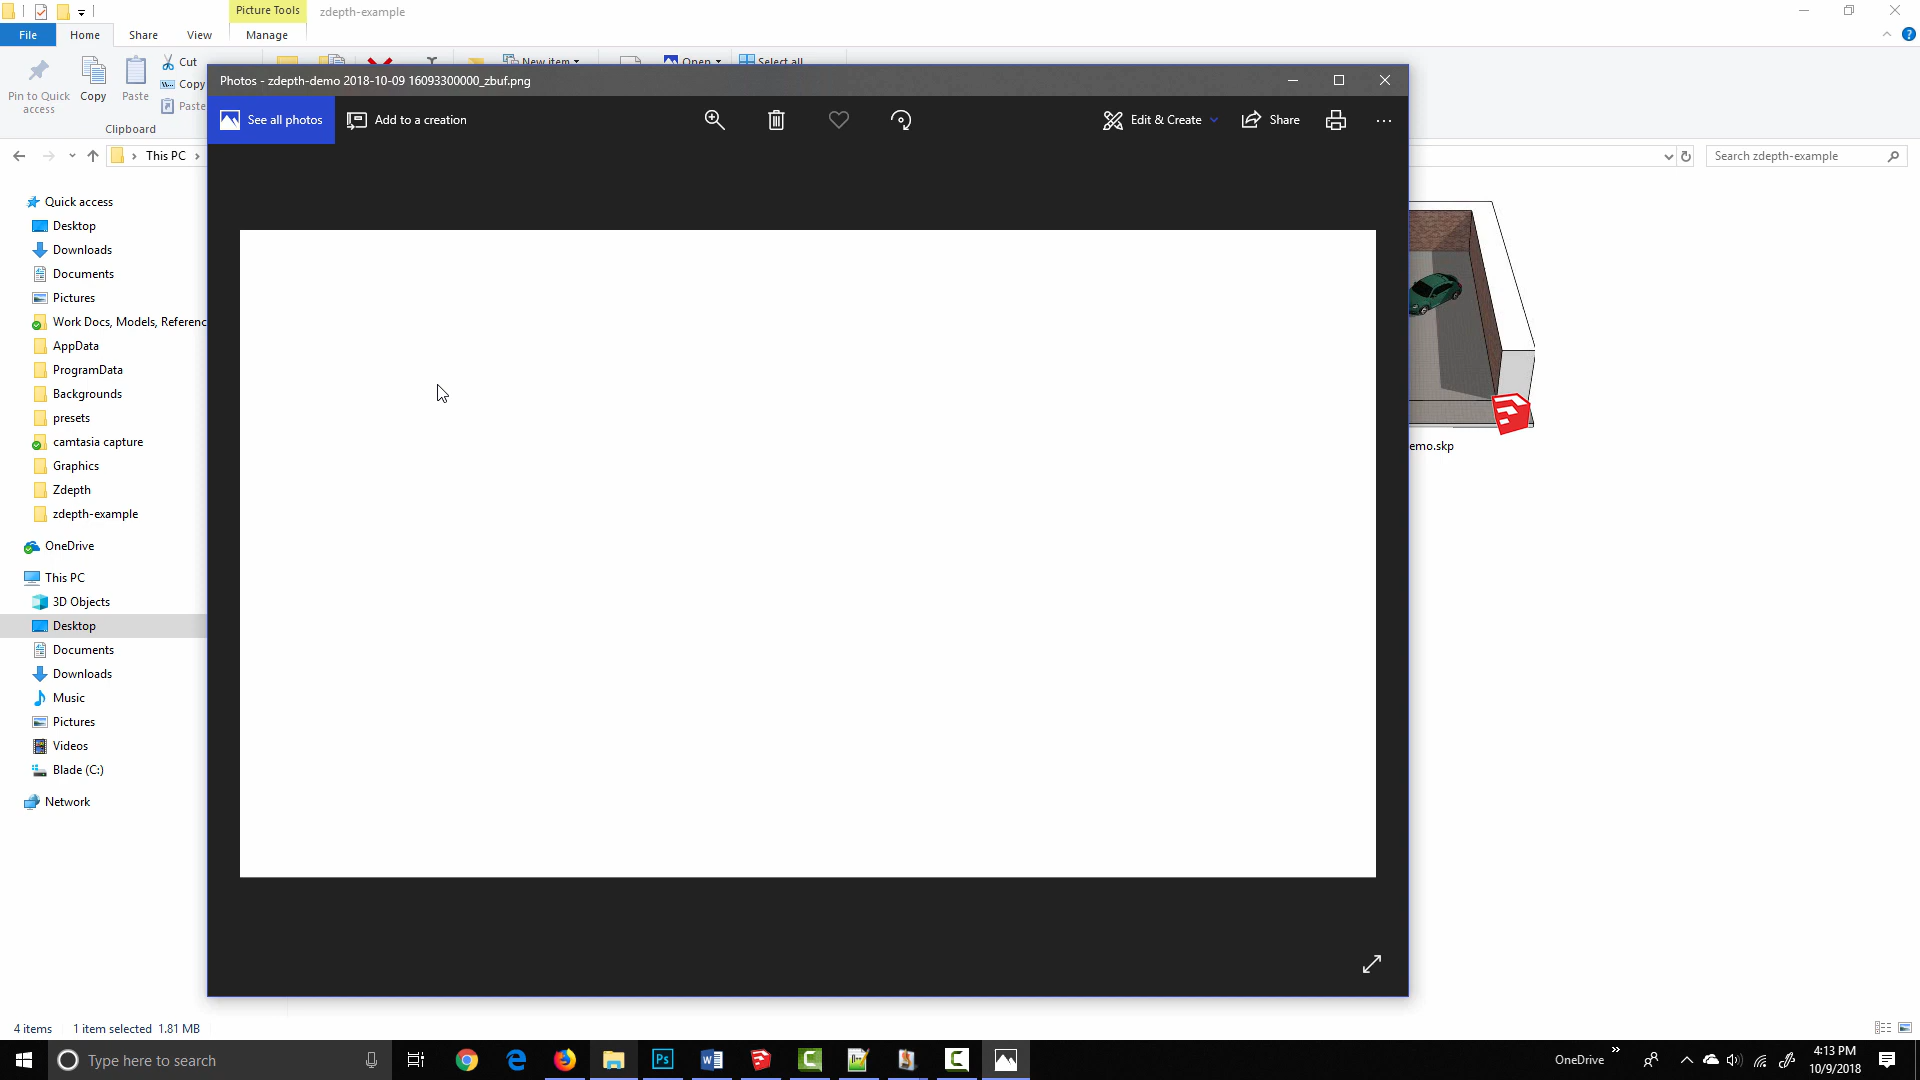 Picture Tools
zdepth-example
File
Home
Share
View
Manage
Cut
Copy
Paste
Pin to Quick access
Copy
Paste
Clipboard
New item
Open
Select all
Photos - zdepth-demo 2018-10-09 16093300000_zbuf.png
See all photos
Add to a creation
Edit & Create
Share
This PC
Search zdepth-example
Quick access
Desktop
Downloads
Documents
Pictures
Work Docs, Models, Referenc
AppData
ProgramData
Backgrounds
presets
camtasia capture
Graphics
Zdepth
zdepth-example
OneDrive
This PC
3D Objects
Desktop
Documents
Downloads
Music
Pictures
Videos
Blade (C:)
Network
emo.skp
4 items
1 item selected 1.81 MB
Type here to search
Ps
OneDrive
4:13 PM
10/9/2018